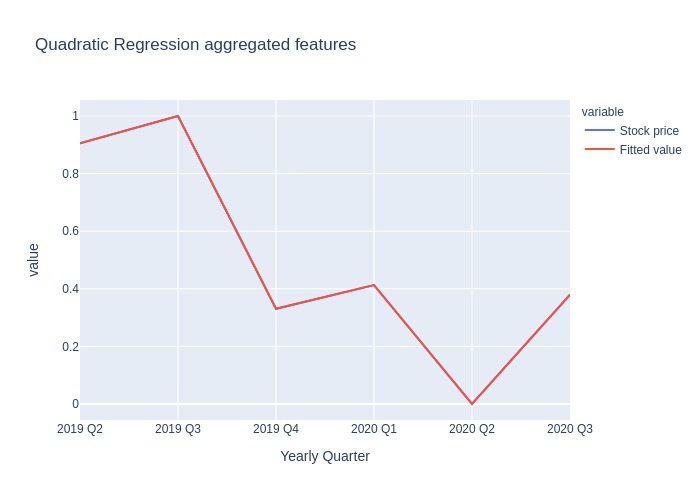 Quadratic Regression aggregated features
variable
Stock price
Fitted value
1
0.8
0.6
0.4
0.2
0
value
2019 Q2
2019 Q3
2019 Q4
2020 Q1
2020 Q2
2020 Q3
Yearly Quarter